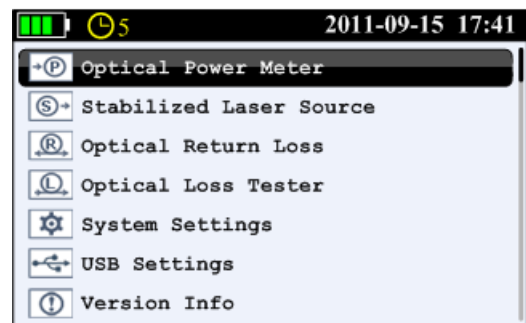 5 2011-09-15 17:41
P Optical Power Meter
S Stabilized Laser Source
R Optical Return Loss
L Optical Loss Tester
System Settings
USB Settings
Version Info